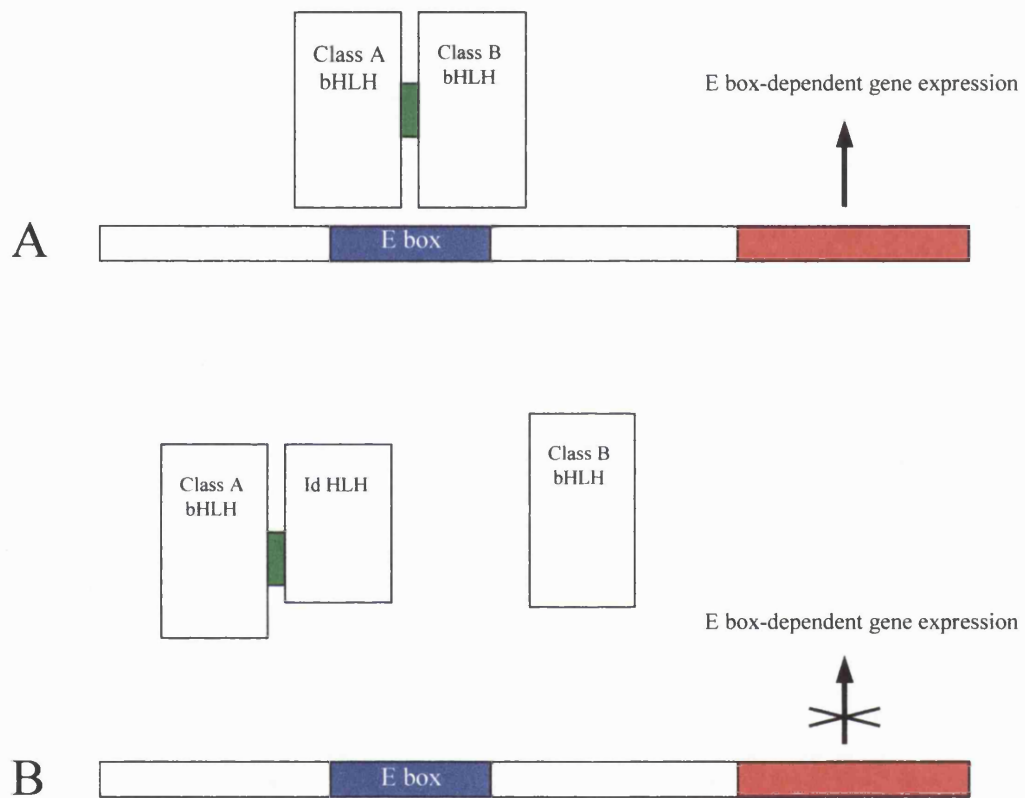 Class A
bHLH
Class B
bHLH
E box-dependent gene expression
A
E box
Class A
bHLH
Id HLH
Class B
bHLH
E box-dependent gene expression
B
E box